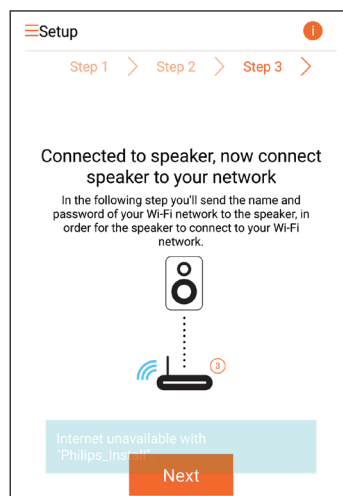 Setup
i
Step 1 > Step 2 > Step 3 >
Connected to speaker, now connect
speaker to your network
In the following step you'll send the name and
password of your Wi-Fi network to the speaker, in
order for the speaker to connect to your Wi-Fi
network.
3
Internet unavailable with
"Philips_Install"
Next